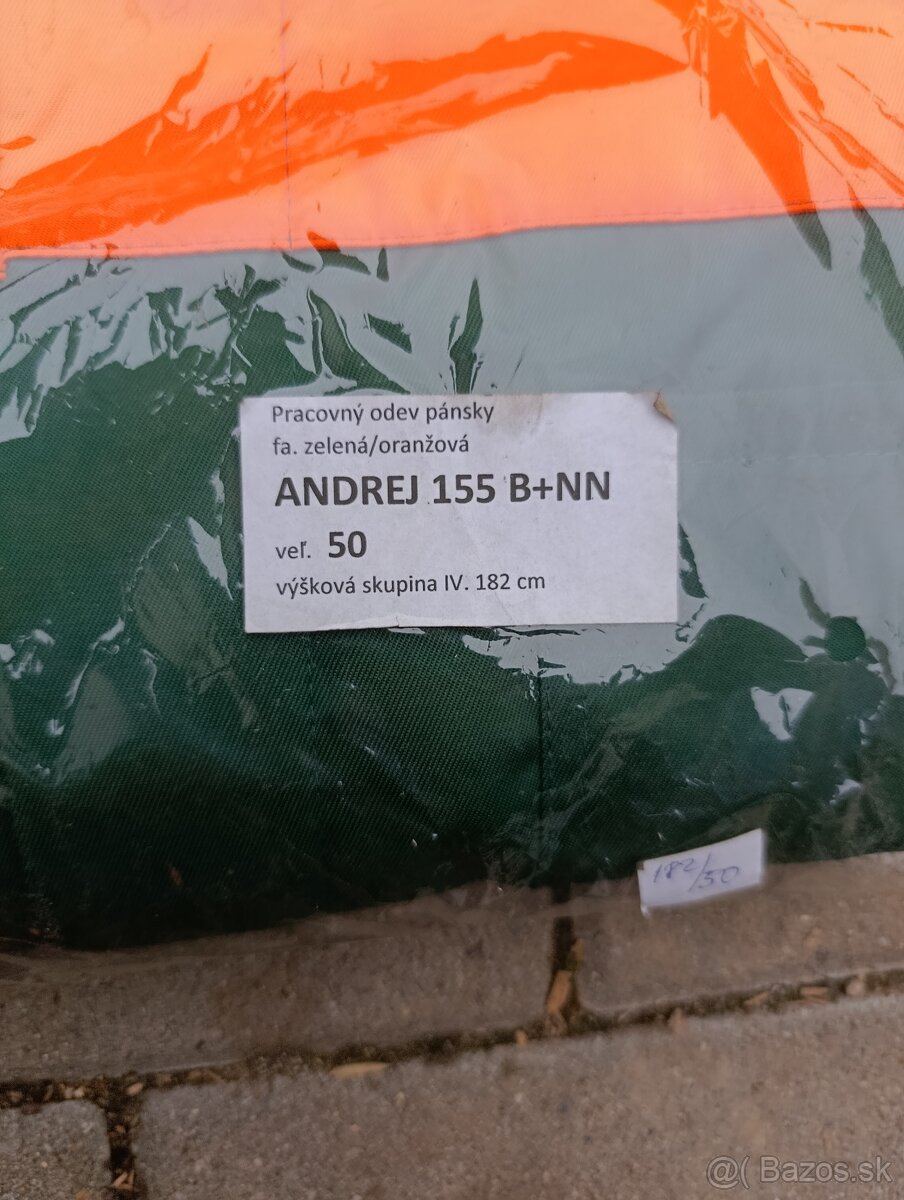 Pracovný odev pánsky
fa. zelená/oranžová
ANDREJ 155 B+NN
veľ. 50
výšková skupina IV. 182 cm
182/50
@( Bazos.sk